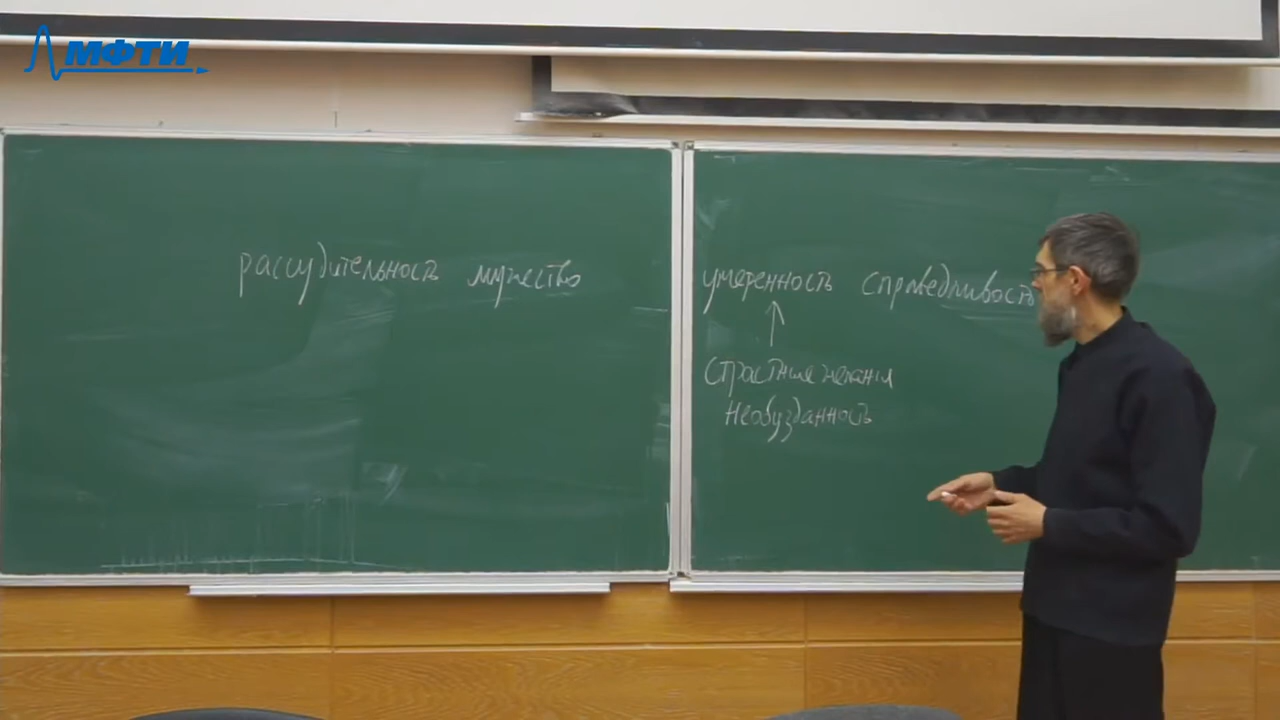 МФТИ
рассудительность мужество
умеренность справедливость
страстные желания
необузданность